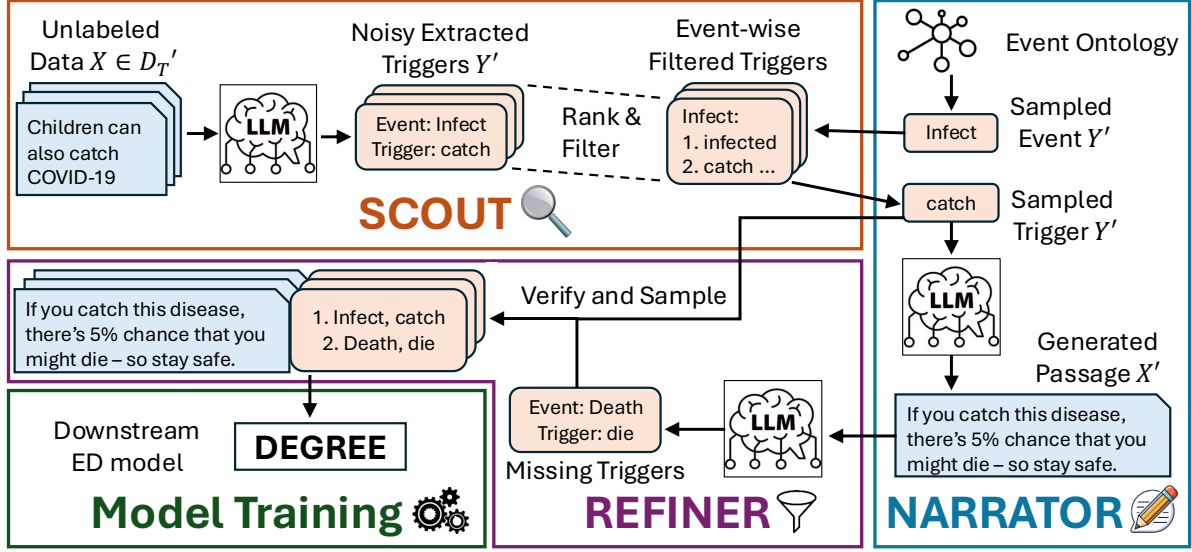 Unlabeled
Data X ∈ D_T′
Children can
also catch
COVID-19
LLM
Noisy Extracted
Triggers Y′
Event: Infect
Trigger: catch
Rank &
Filter
Event-wise
Filtered Triggers
Infect:
1. infected
2. catch ...
SCOUT
Event Ontology
Infect
Sampled
Event Y′
catch
Sampled
Trigger Y′
LLM
Generated
Passage X′
If you catch this disease,
there's 5% chance that you
might die – so stay safe.
NARRATOR
If you catch this disease,
there's 5% chance that you
might die – so stay safe.
1. Infect, catch
2. Death, die
Verify and Sample
Event: Death
Trigger: die
Missing Triggers
LLM
REFINER
Downstream
ED model
DEGREE
Model Training